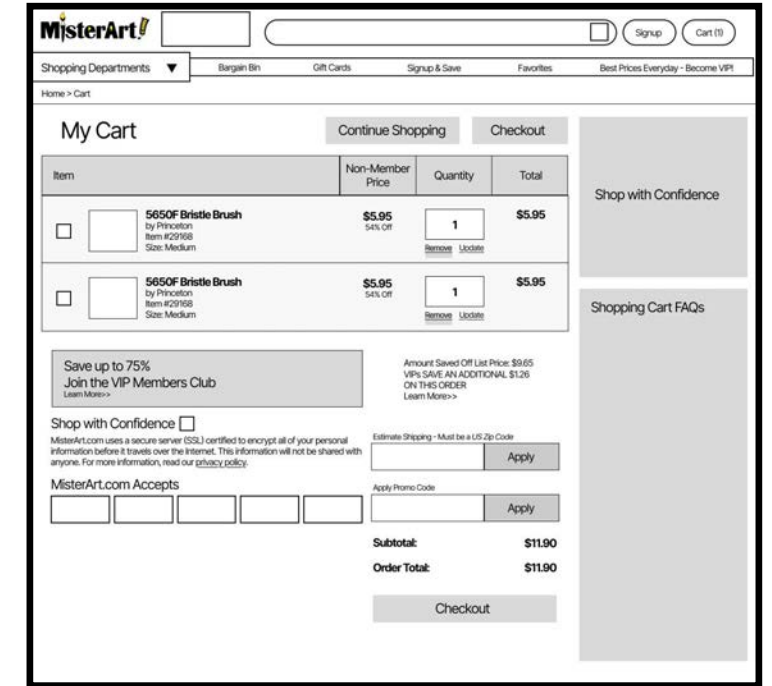 MisterArt!
Signup
Cart (1)
Shopping Departments ▼
Bargain Bin
Gift Cards
Signup & Save
Favorites
Best Prices Everyday - Become VIP!
Home > Cart
My Cart
Continue Shopping
Checkout
Item
Non-Member
Price
Quantity
Total
5650F Bristle Brush
by Princeton
Item #29168
Size: Medium
$5.95
54% Off
1
Remove Update
$5.95
5650F Bristle Brush
by Princeton
Item #29168
Size: Medium
$5.95
54% Off
1
Remove Update
$5.95
Save up to 75%
Join the VIP Members Club
Learn More>>
Amount Saved Off List Price: $9.65
VIPs SAVE AN ADDITIONAL $1.26
ON THIS ORDER
Learn More>>
Shop with Confidence
MisterArt.com uses a secure server (SSL) certified to encrypt all of your personal
information before it travels over the Internet. This information will not be shared with
anyone. For more information, read our privacy policy.
MisterArt.com Accepts
Estimate Shipping - Must be a US Zip Code
Apply
Apply Promo Code
Apply
Subtotal: $11.90
Order Total: $11.90
Checkout
Shop with Confidence
Shopping Cart FAQs